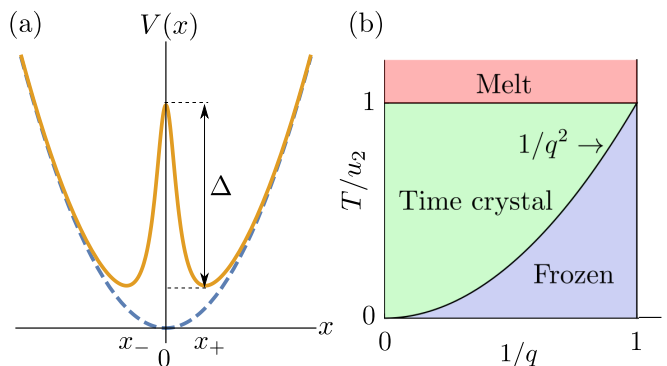 (a)
V(x)
Δ
x
x₋
0
x₊
(b)
T/u₂
1
Melt
1/q² →
Time crystal
Frozen
0
0
1/q
1